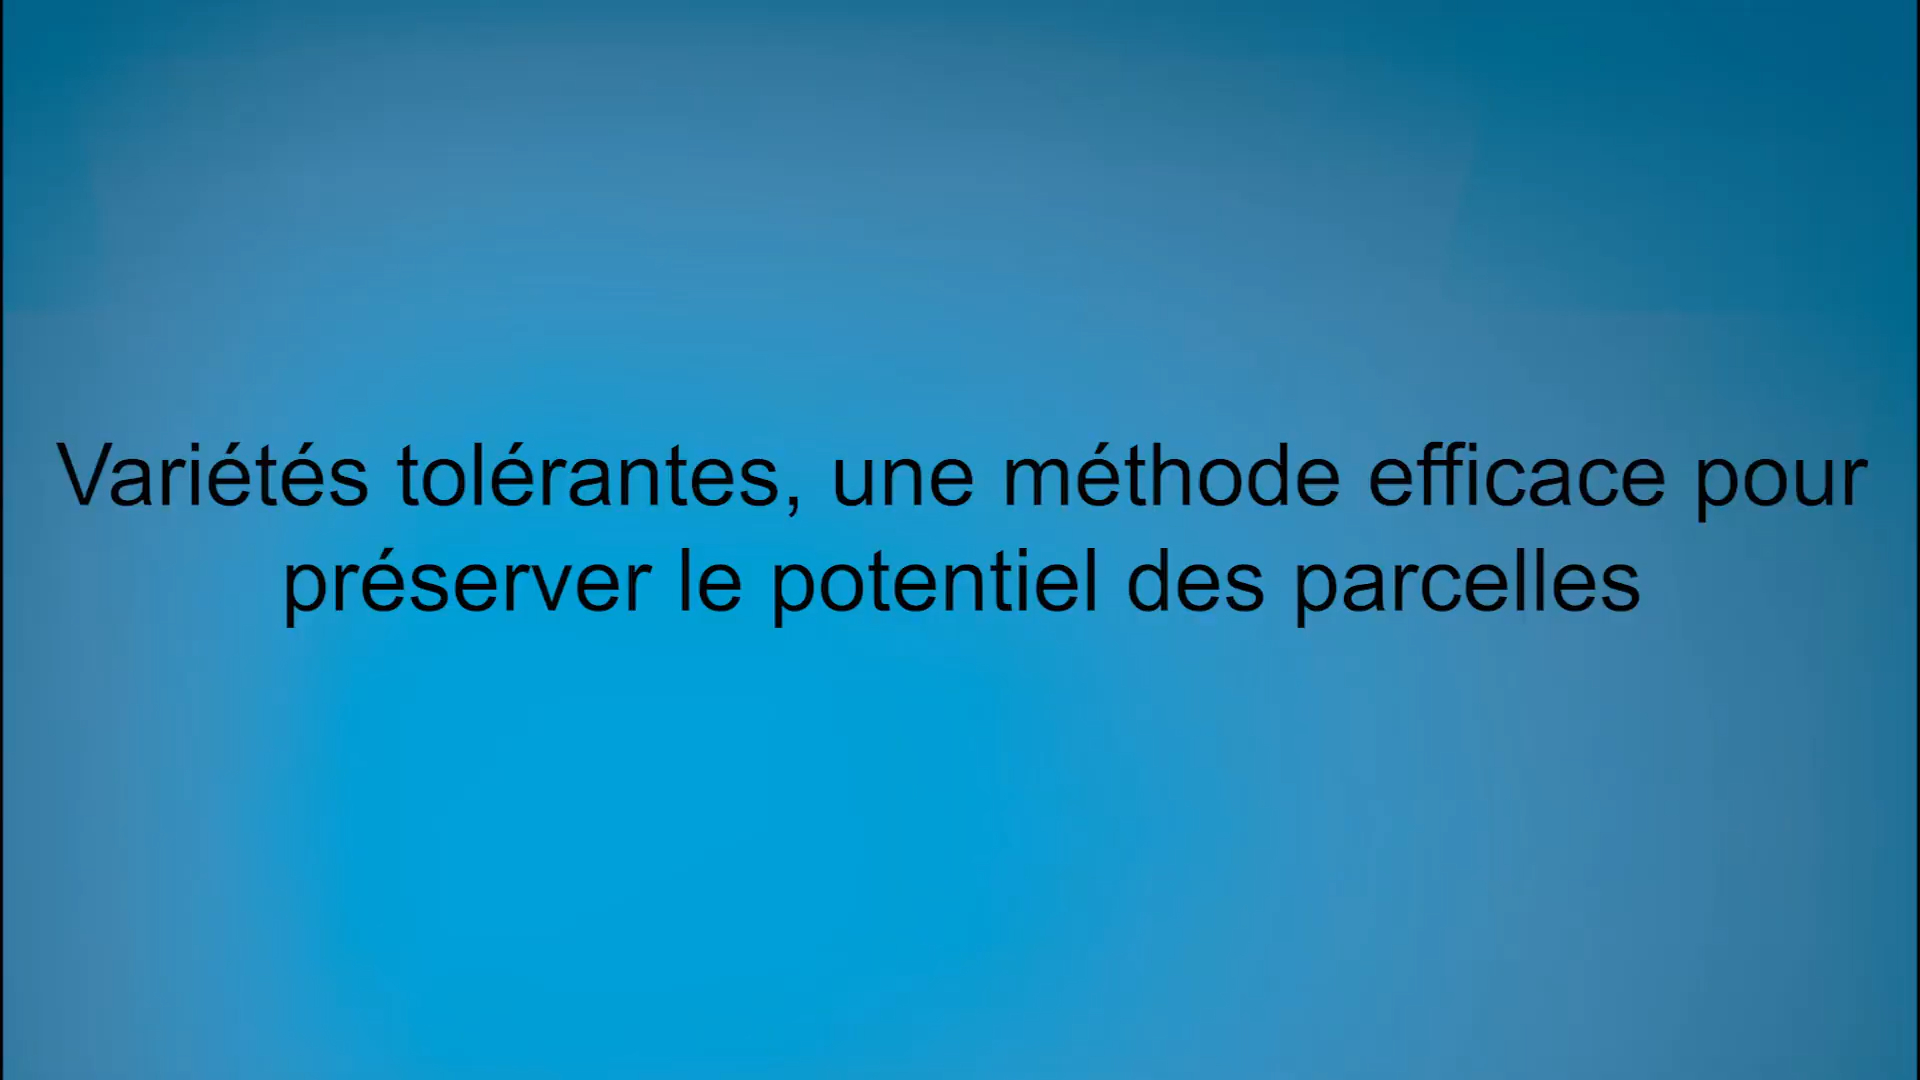 Variétés tolérantes, une méthode efficace pour
préserver le potentiel des parcelles